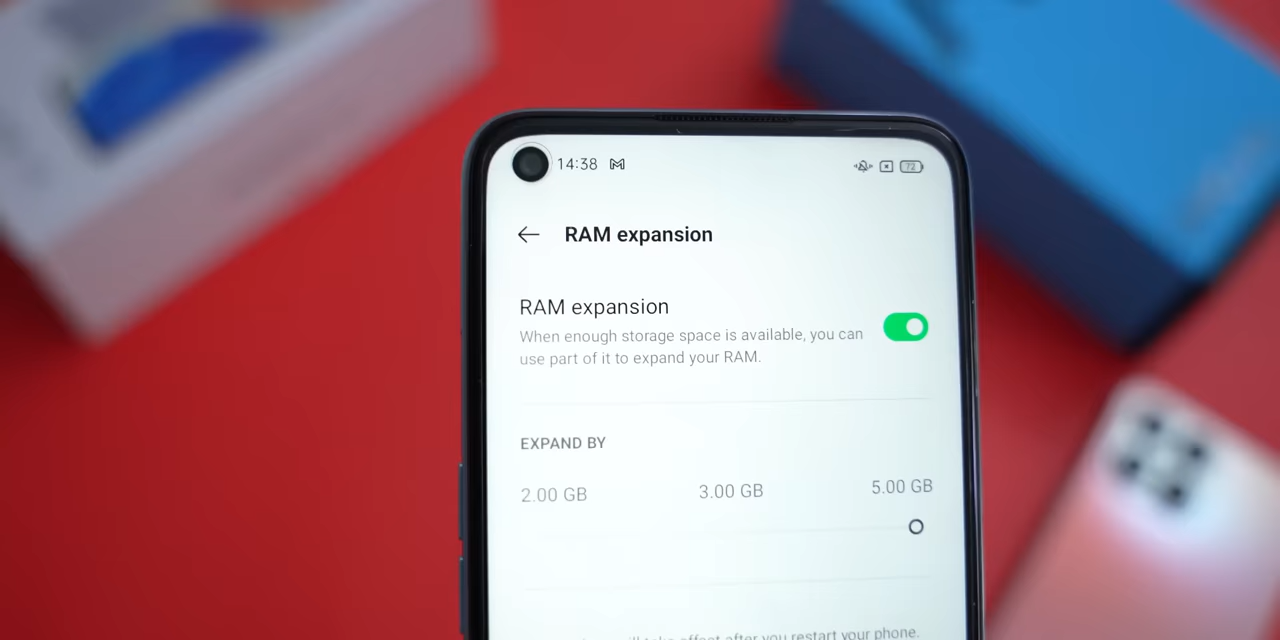 14:38
72
RAM expansion
RAM expansion
When enough storage space is available, you can
use part of it to expand your RAM.
EXPAND BY
2.00 GB 3.00 GB 5.00 GB
will take effect after you restart your phone.